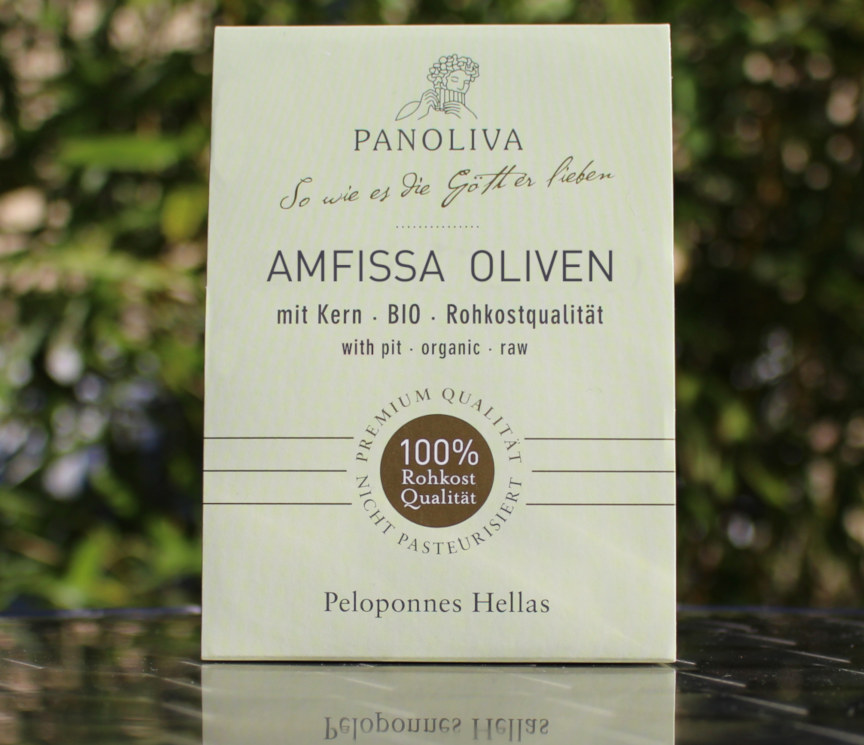 PANOLIVA
So wie es die Götter lieben
AMFISSA OLIVEN
mit Kern · BIO · Rohkostqualität
with pit · organic · raw
PREMIUM QUALITÄT
100%
Rohkost
Qualität
NICHT PASTEURISIERT
Peloponnes Hellas
Peloponnes Hellas